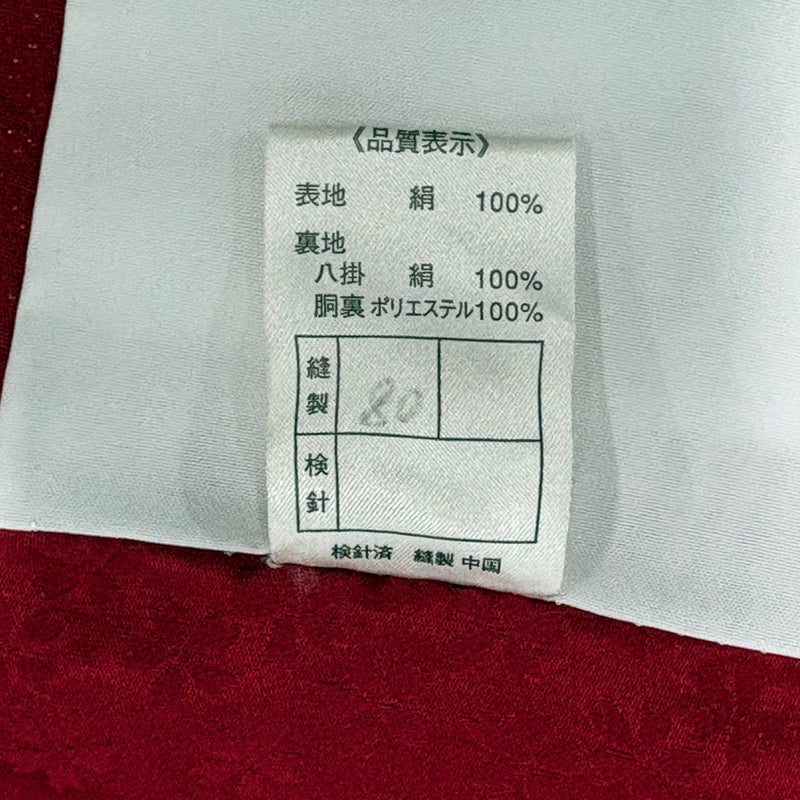 《品質表示》
表地 絹 100%
裏地
八掛 絹 100%
胴裏 ポリエステル100%
縫製 80
検針
検針済 縫製 中国